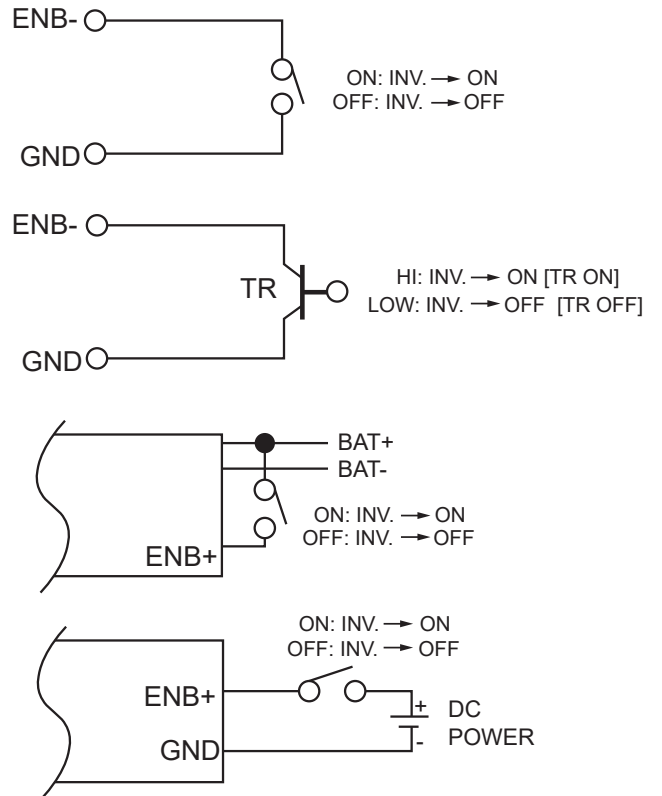 ENB-
ON: INV. → ON
OFF: INV. → OFF
GND
ENB-
TR
HI: INV. → ON [TR ON]
LOW: INV. → OFF [TR OFF]
GND
BAT+
BAT-
ON: INV. → ON
OFF: INV. → OFF
ENB+
ON: INV. → ON
OFF: INV. → OFF
ENB+
+ DC
- POWER
GND